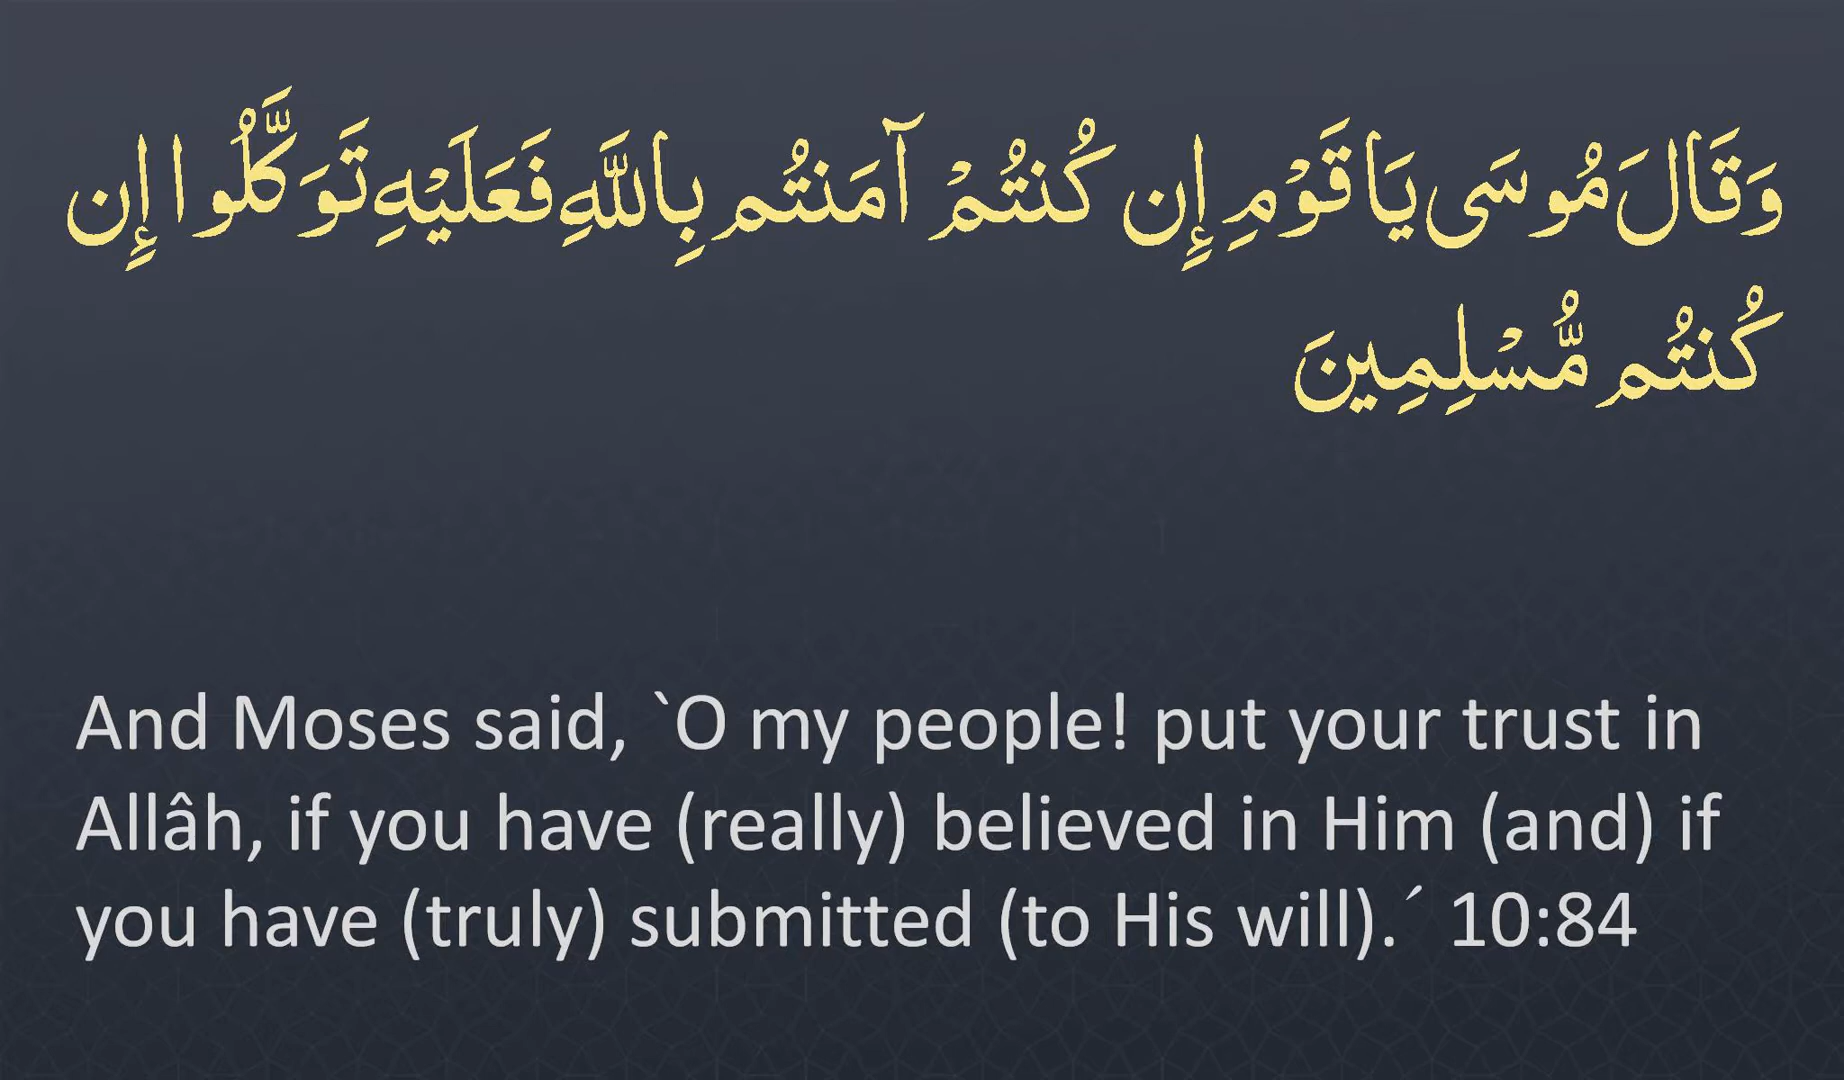 وَقَالَ مُوسَى يَا قَوْمِ إِن كُنتُمْ آمَنتُم بِاللَّهِ فَعَلَيْهِ تَوَكَّلُوا إِن
كُنتُم مُّسْلِمِينَ
And Moses said, `O my people! put your trust in
Allâh, if you have (really) believed in Him (and) if
you have (truly) submitted (to His will).´ 10:84